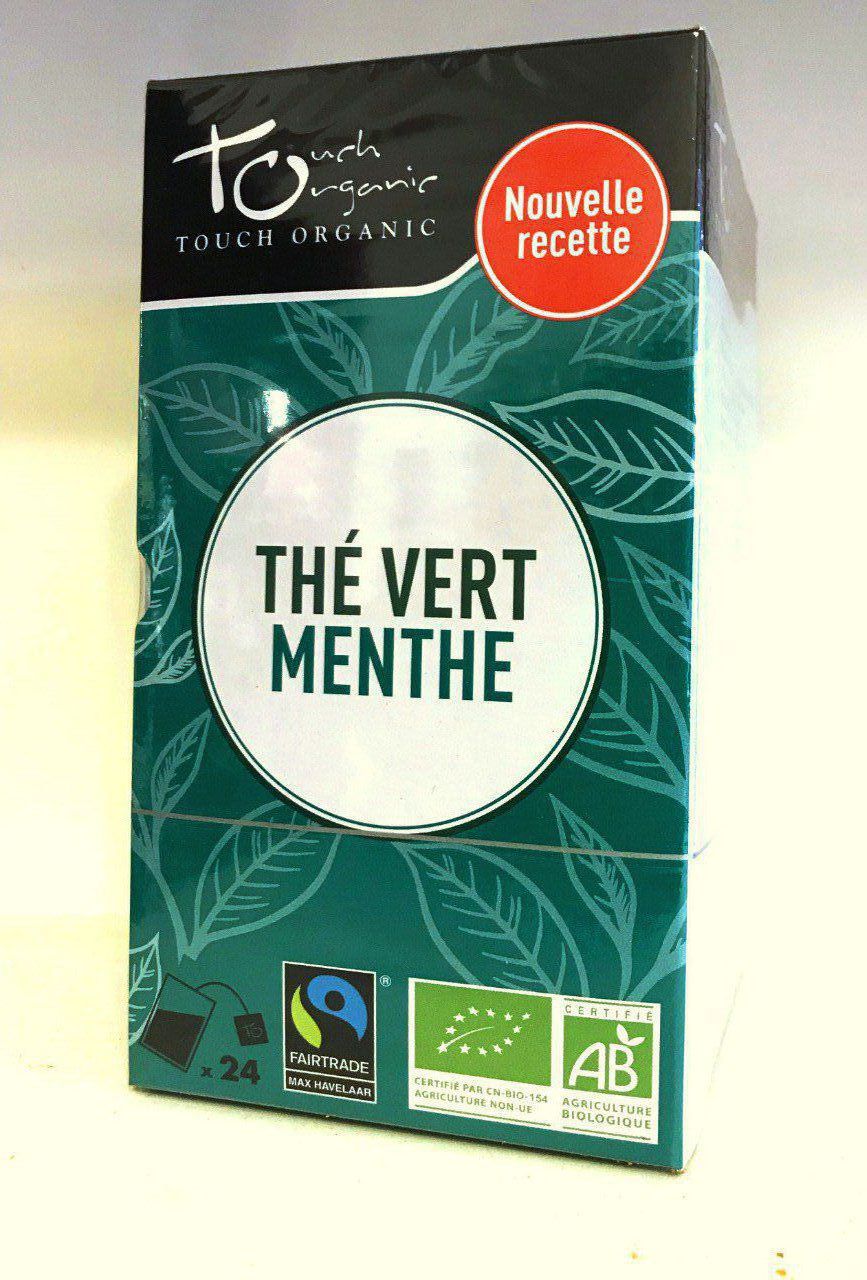 Touch
Organic
TOUCH ORGANIC
Nouvelle
recette
THÉ VERT
MENTHE
x 24
FAIRTRADE
MAX HAVELAAR
®
CERTIFIÉ PAR CN-BIO-154
AGRICULTURE NON-UE
CERTIFIÉ
AB
AGRICULTURE
BIOLOGIQUE